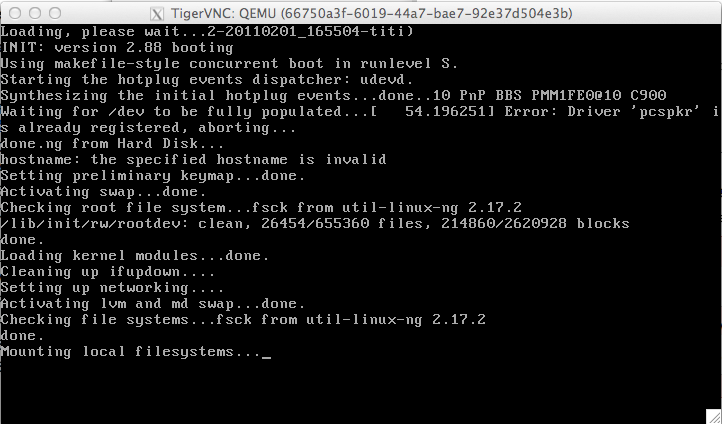 TigerVNC: QEMU (66750a3f-6019-44a7-bae7-92e37d504e3b)
Loading, please wait...2-20110201_165504-titi)
INIT: version 2.88 booting
Using makefile-style concurrent boot in runlevel S.
Starting the hotplug events dispatcher: udevd.
Synthesizing the initial hotplug events...done..10 PnP BBS PMM1FE0@10 C900
Waiting for /dev to be fully populated...[   54.196251] Error: Driver 'pcspkr' i
s already registered, aborting...
done.ng from Hard Disk...
hostname: the specified hostname is invalid
Setting preliminary keymap...done.
Activating swap...done.
Checking root file system...fsck from util-linux-ng 2.17.2
/lib/init/rw/rootdev: clean, 26454/655360 files, 214860/2620928 blocks
done.
Loading kernel modules...done.
Cleaning up ifupdown....
Setting up networking....
Activating lvm and md swap...done.
Checking file systems...fsck from util-linux-ng 2.17.2
done.
Mounting local filesystems..._